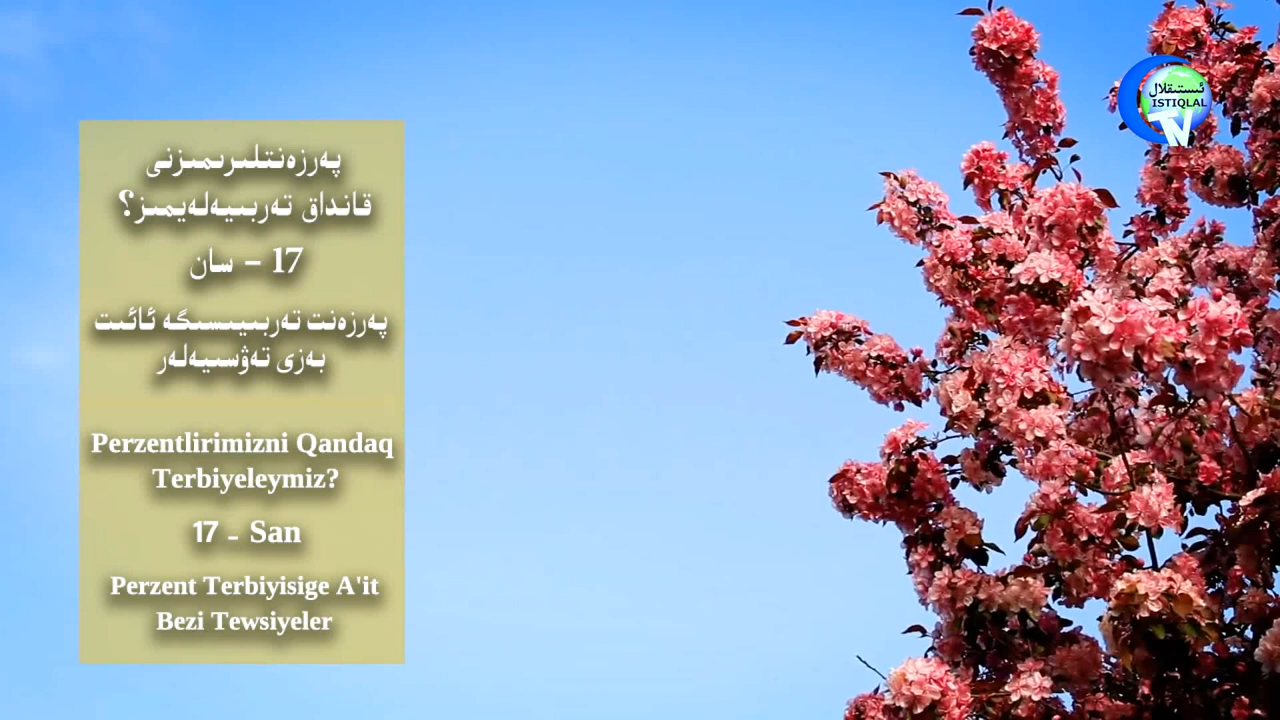 پەرزەنتلىرىمىزنى
قانداق تەربىيەلەيمىز؟
17 - سان
پەرزەنت تەربىيىسىگە ئائىت
بەزى تەۋسىيەلەر
Perzentlirimizni Qandaq
Terbiyeleymiz?
17 - San
Perzent Terbiyisige A'it
Bezi Tewsiyeler
ئىستىقلال
ISTIQLAL
TV